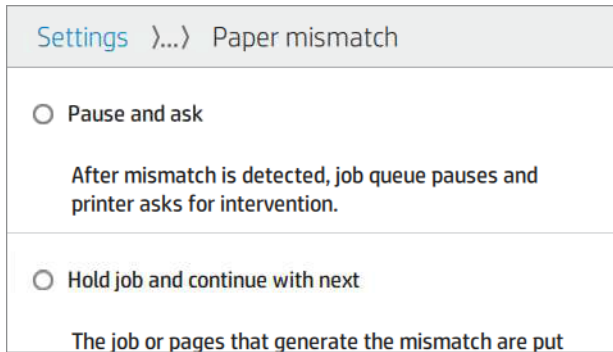 Settings 〉...〉 Paper mismatch
Pause and ask
After mismatch is detected, job queue pauses and
printer asks for intervention.
Hold job and continue with next
The job or pages that generate the mismatch are put